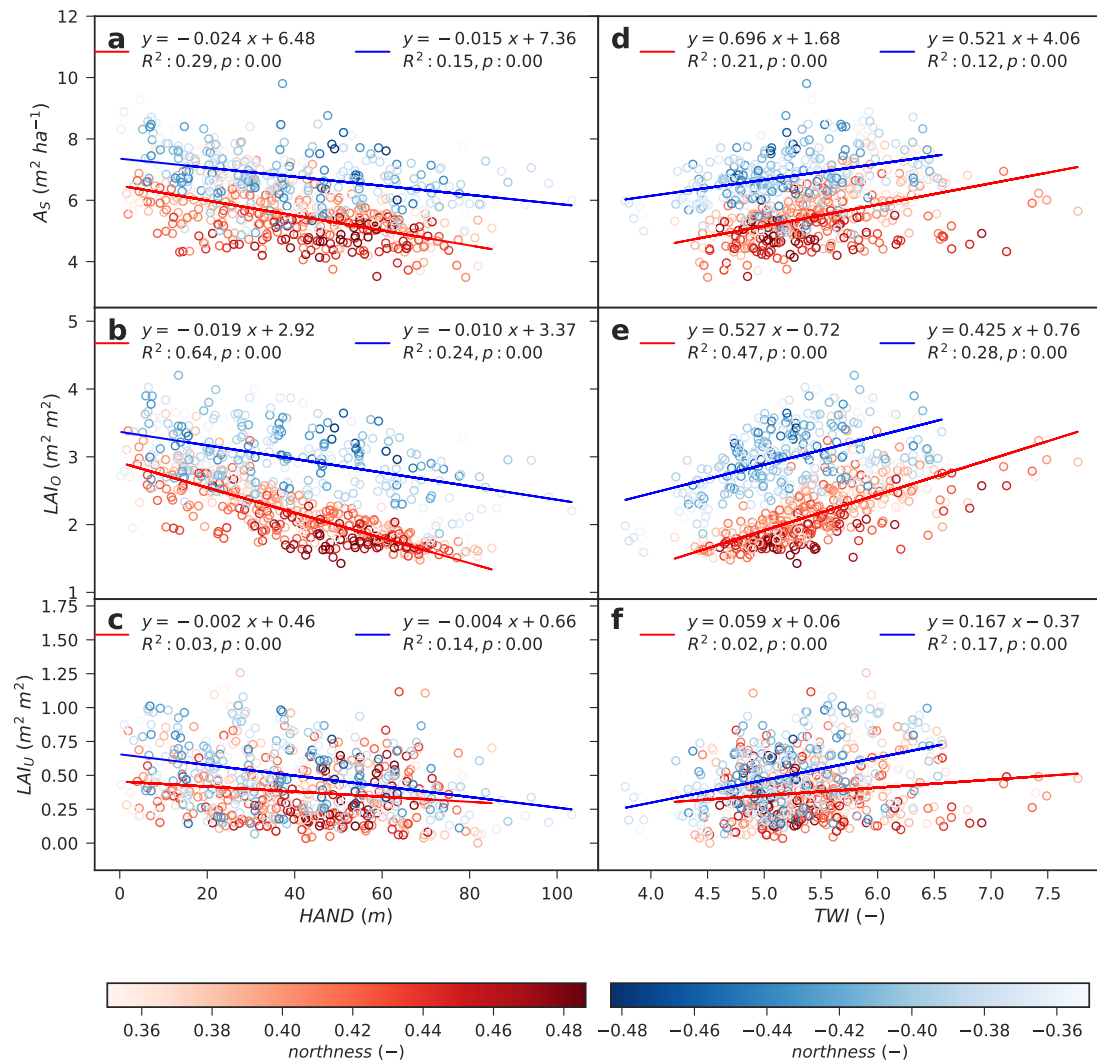 12
10
8
6
4
A_S (m² ha⁻¹)
a
y = −0.024 x + 6.48
R² : 0.29, p : 0.00
y = −0.015 x + 7.36
R² : 0.15, p : 0.00
d
y = 0.696 x + 1.68
R² : 0.21, p : 0.00
y = 0.521 x + 4.06
R² : 0.12, p : 0.00
5
4
3
2
1
LAI_O (m² m²)
b
y = −0.019 x + 2.92
R² : 0.64, p : 0.00
y = −0.010 x + 3.37
R² : 0.24, p : 0.00
e
y = 0.527 x − 0.72
R² : 0.47, p : 0.00
y = 0.425 x + 0.76
R² : 0.28, p : 0.00
1.75
1.50
1.25
1.00
0.75
0.50
0.25
0.00
LAI_U (m² m²)
c
y = −0.002 x + 0.46
R² : 0.03, p : 0.00
y = −0.004 x + 0.66
R² : 0.14, p : 0.00
f
y = 0.059 x + 0.06
R² : 0.02, p : 0.00
y = 0.167 x − 0.37
R² : 0.17, p : 0.00
0 20 40 60 80 100
HAND (m)
4.0 4.5 5.0 5.5 6.0 6.5 7.0 7.5
TWI (−)
0.36 0.38 0.40 0.42 0.44 0.46 0.48
northness (−)
−0.48 −0.46 −0.44 −0.42 −0.40 −0.38 −0.36
northness (−)